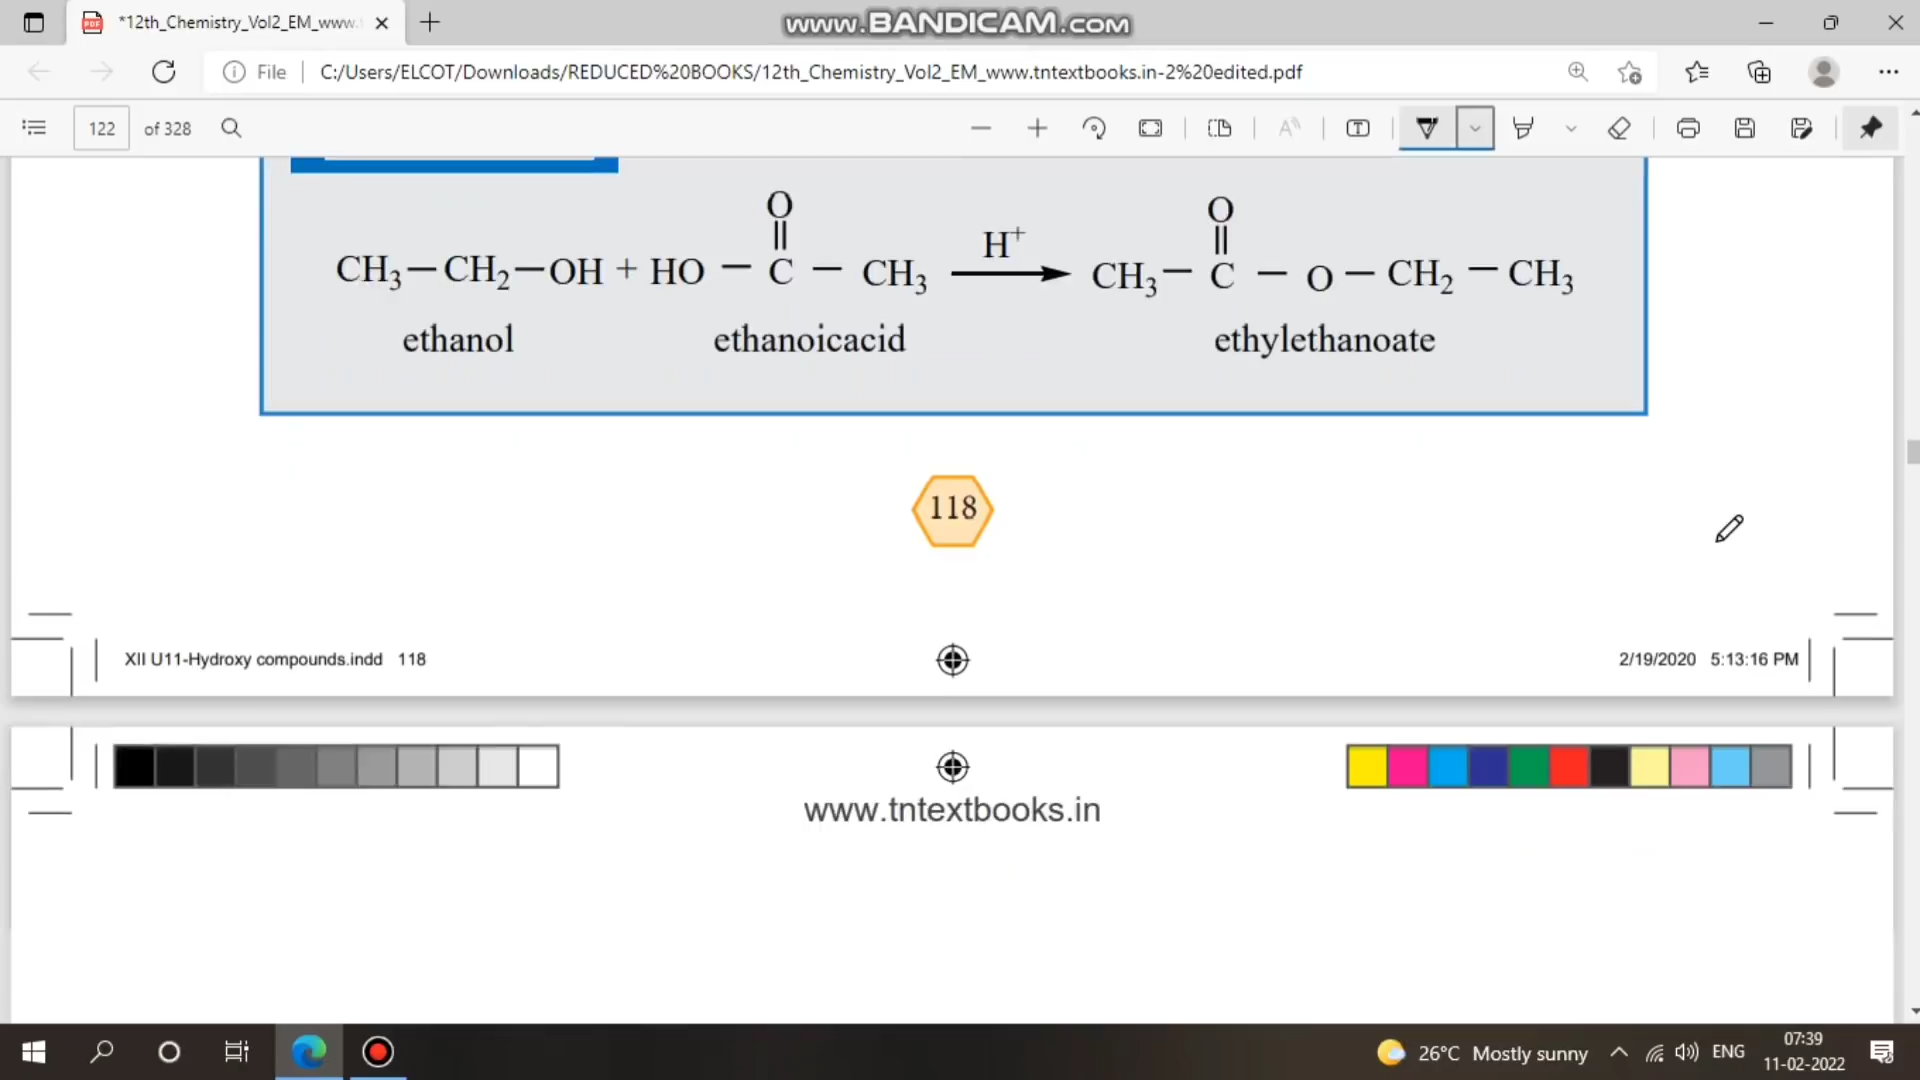 *12th_Chemistry_Vol2_EM_www.
www.BANDICAM.com
File
C:/Users/ELCOT/Downloads/REDUCED%20BOOKS/12th_Chemistry_Vol2_EM_www.tntextbooks.in-2%20edited.pdf
122 of 328
O O
CH₃—CH₂—OH + HO — C — CH₃ H⁺ CH₃— C — O — CH₂ — CH₃
ethanol ethanoicacid ethylethanoate
118
XII U11-Hydroxy compounds.indd 118
2/19/2020 5:13:16 PM
www.tntextbooks.in
26°C Mostly sunny
ENG
07:39
11-02-2022